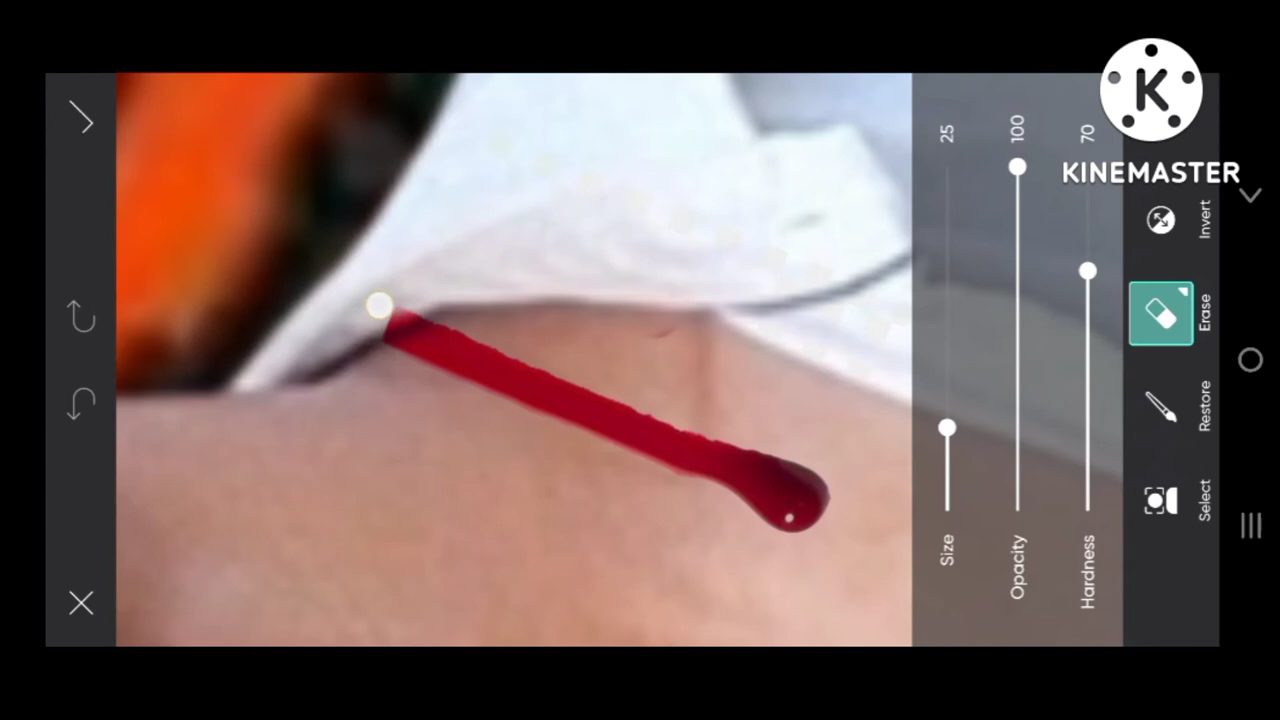 KINEMASTER
25
100
70
Size
Opacity
Hardness
Invert
Erase
Restore
Select